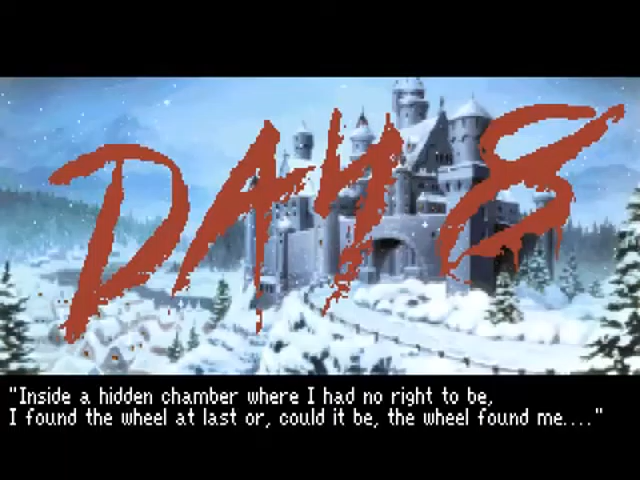 DAY 8
"Inside a hidden chamber where I had no right to be,
I found the wheel at last or, could it be, the wheel found me...."